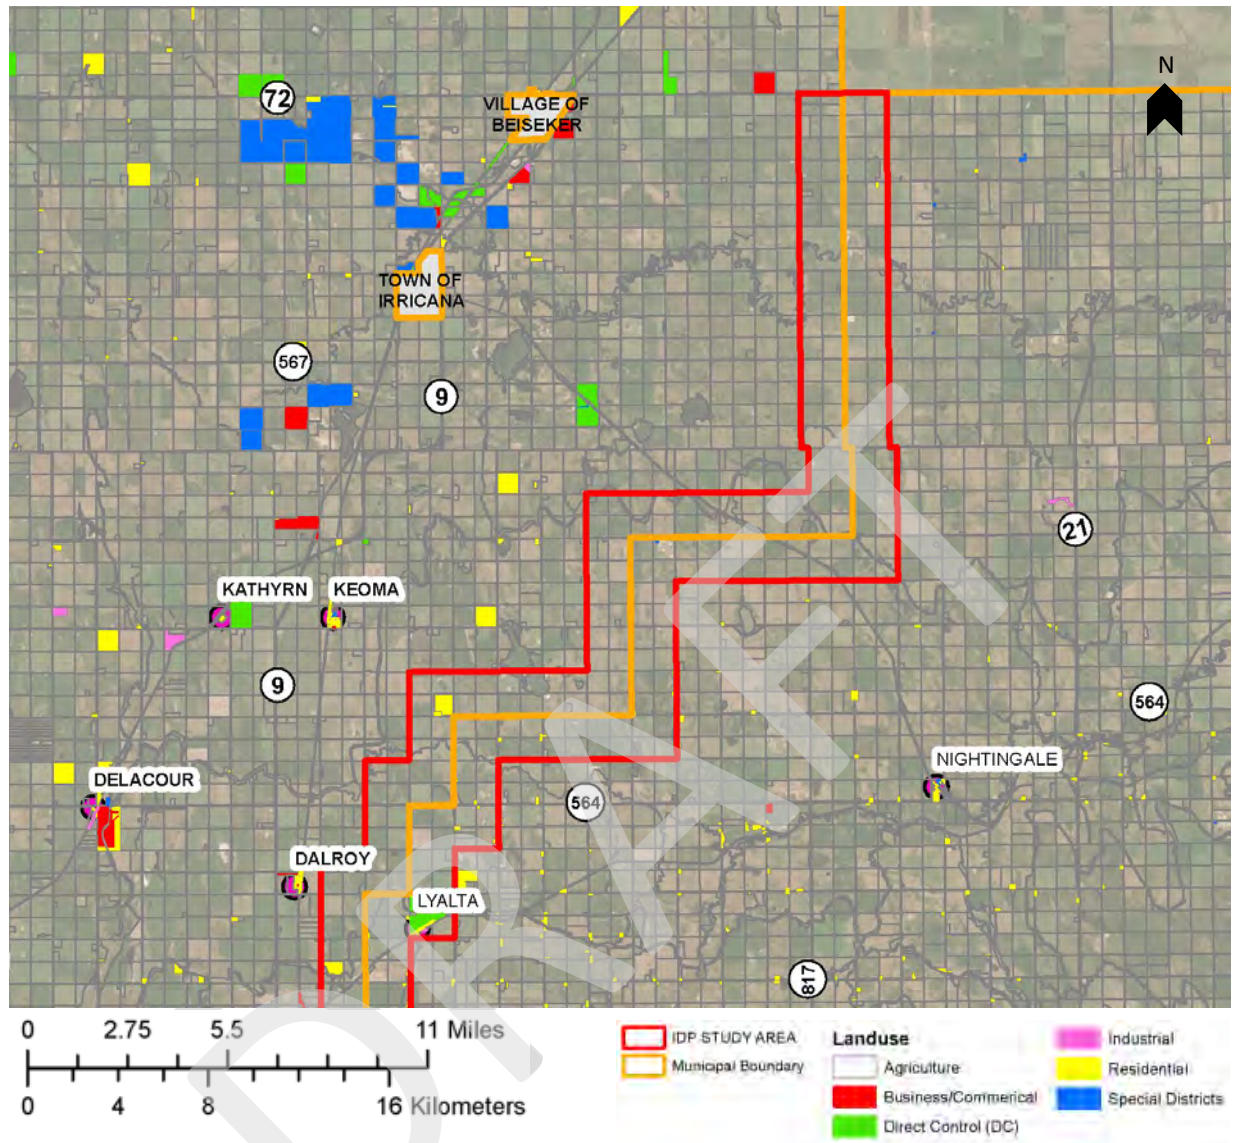 N
72
VILLAGE OF
BEISEKER
TOWN OF
IRRICANA
567
9
21
KATHYRN
KEOMA
9
564
DELACOUR
NIGHTINGALE
564
DALROY
LYALTA
817
DRAFT
0 2.75 5.5 11 Miles
0 4 8 16 Kilometers
IDP STUDY AREA
Municipal Boundary
Landuse
Agriculture
Business/Commerical
Direct Control (DC)
Industrial
Residential
Special Districts